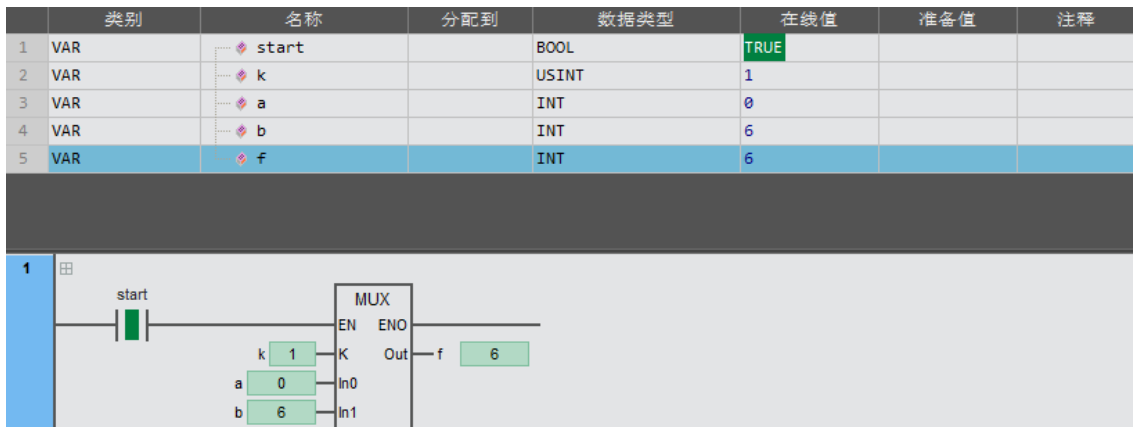 类别 名称 分配到 数据类型 在线值 准备值 注释
1 VAR start BOOL TRUE
2 VAR k USINT 1
3 VAR a INT 0
4 VAR b INT 6
5 VAR f INT 6
1
start
MUX
EN ENO
k 1 K Out f 6
a 0 In0
b 6 In1